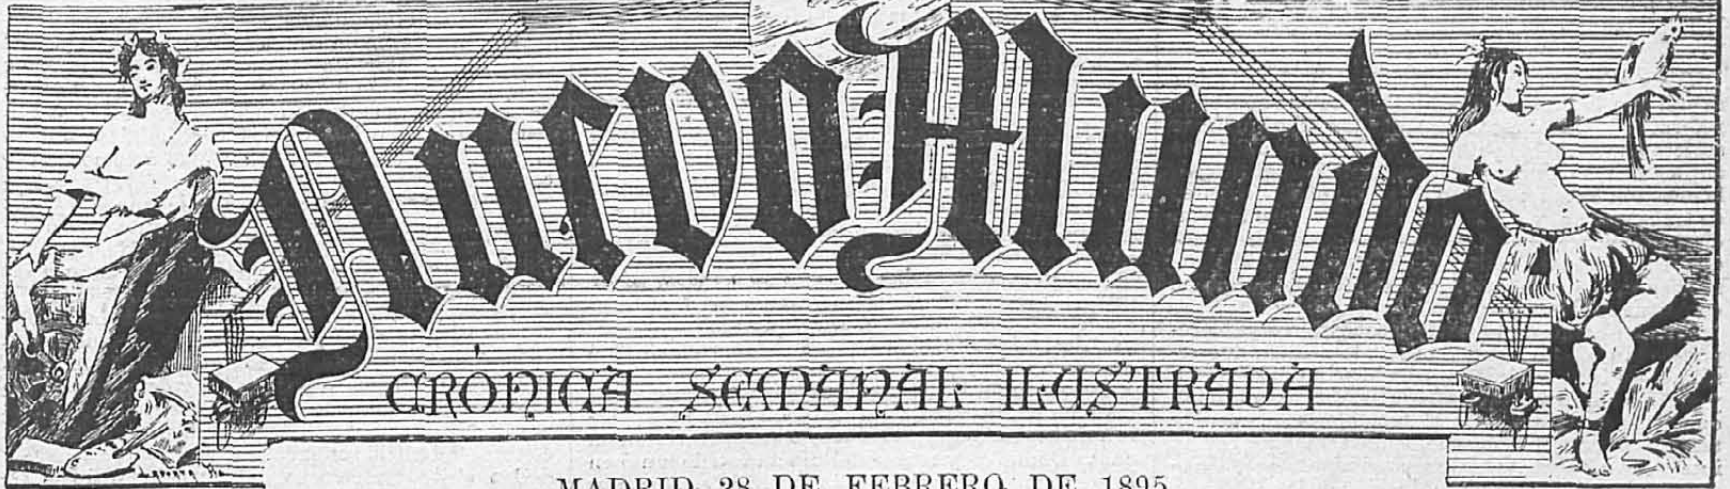 Nuevo Mundo
CRÓNICA SEMANAL ILUSTRADA
MADRID 28 DE FEBRERO DE 1895